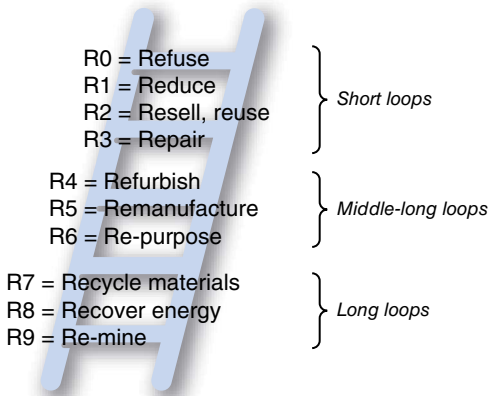 R0 = Refuse
R1 = Reduce
R2 = Resell, reuse
R3 = Repair
Short loops
R4 = Refurbish
R5 = Remanufacture
R6 = Re-purpose
Middle-long loops
R7 = Recycle materials
R8 = Recover energy
R9 = Re-mine
Long loops